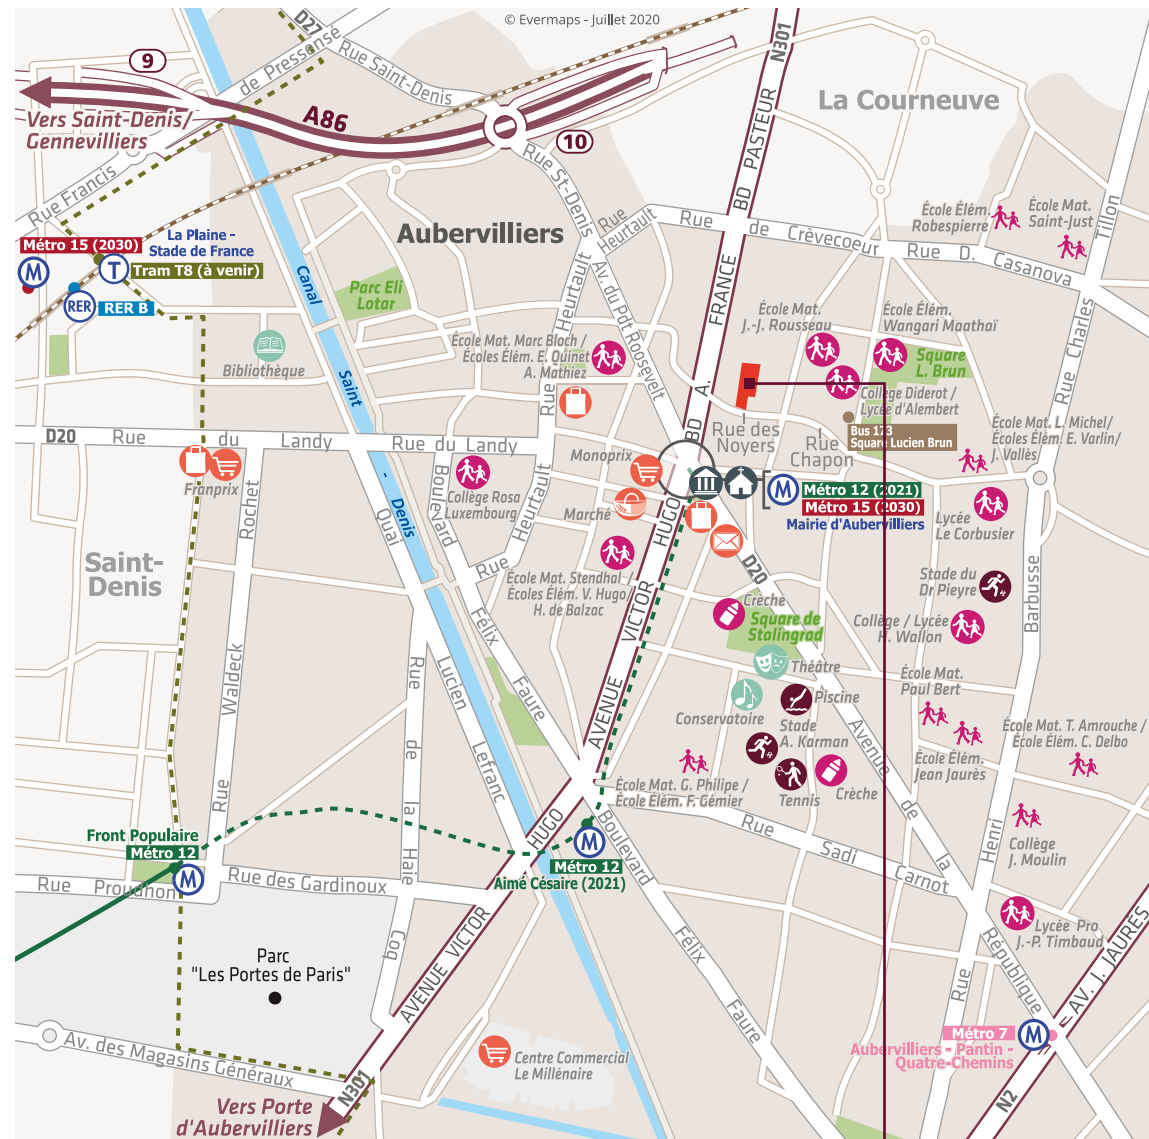 © Evermaps - Juillet 2020
D27
Rue Saint-Denis
de Pressensé
N301
9
A86
10
Vers Saint-Denis/
Gennevilliers
La Courneuve
BD PASTEUR
Rue St-Denis
Rue Francis
Rue
Heurtault
École Élém.
Robespierre
École Mat.
Saint-Just
Tillon
Aubervilliers
Rue de Crèvecoeur
Rue D. Casanova
La Plaine -
Stade de France
Métro 15 (2030)
M
T
Tram T8 (à venir)
RER
RER B
Canal
Saint
-
Denis
Parc Eli
Lotar
Av. du Pdt Roosevelt
BD A. FRANCE
École Mat.
J.-J. Rousseau
École Élém.
Wangari Maathaï
Rue Charles
Bibliothèque
École Mat. Marc Bloch /
Écoles Élém. E. Quinet
A. Mathiez
Rue Heurtault
Square
L. Brun
Collège Diderot /
Lycée d'Alembert
Bus 173
Square Lucien Brun
Rue des
Noyers
Rue
Chapon
École Mat. L. Michel/
Écoles Élém. E. Varlin/
J. Vallès
D20
Rue du Landy
Rue du Landy
Franprix
Rochet
Quai
Boulevard
Collège Rosa
Luxembourg
Heurtault
Rue
Monoprix
Marché
M
Métro 12 (2021)
Métro 15 (2030)
Mairie d'Aubervilliers
Lycée
Le Corbusier
HUGO
D20
Saint-
Denis
École Mat. Stendhal /
Écoles Élém. V. Hugo/
H. de Balzac
Stade du
Dr Pieyre
Barbusse
Crèche
Square de
Stalingrad
Collège / Lycée
H. Wallon
VICTOR
Félix
Faure
Théâtre
Piscine
Conservatoire
Stade
A. Karman
Tennis
Crèche
École Mat.
Paul Bert
École Élém.
Jean Jaurès
École Mat. T. Amrouche /
École Élém. C. Delbo
Waldeck
Rue
Rue de la Haie Coq
Lucien
Lefranc
AVENUE
Avenue de la République
École Mat. G. Philipe /
École Élém. F. Gémier
Rue Sadi Carnot
Henri
Collège
J. Moulin
Front Populaire
Métro 12
M
HUGO
M
Métro 12
Aimé Césaire (2021)
Boulevard
Rue Proudhon
Rue des Gardinoux
Félix
Faure
AVENUE VICTOR
Lycée Pro
J.-P. Timbaud
Rue
AV. J. JAURÈS
Parc
"Les Portes de Paris"
Av. des Magasins Généraux
Centre Commercial
Le Millénaire
Métro 7
M
Aubervilliers - Pantin -
Quatre-Chemins
N301
N2
Vers Porte
d'Aubervilliers